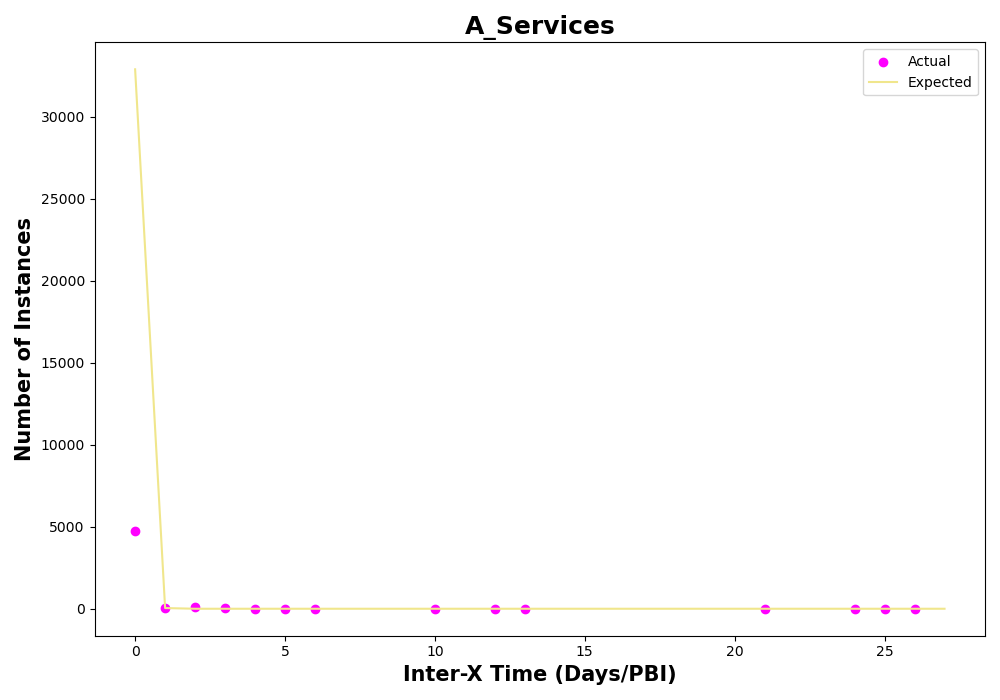 A_Services
Actual
Expected
30000
25000
20000
15000
10000
5000
0
Number of Instances
0 5 10 15 20 25
Inter-X Time (Days/PBI)